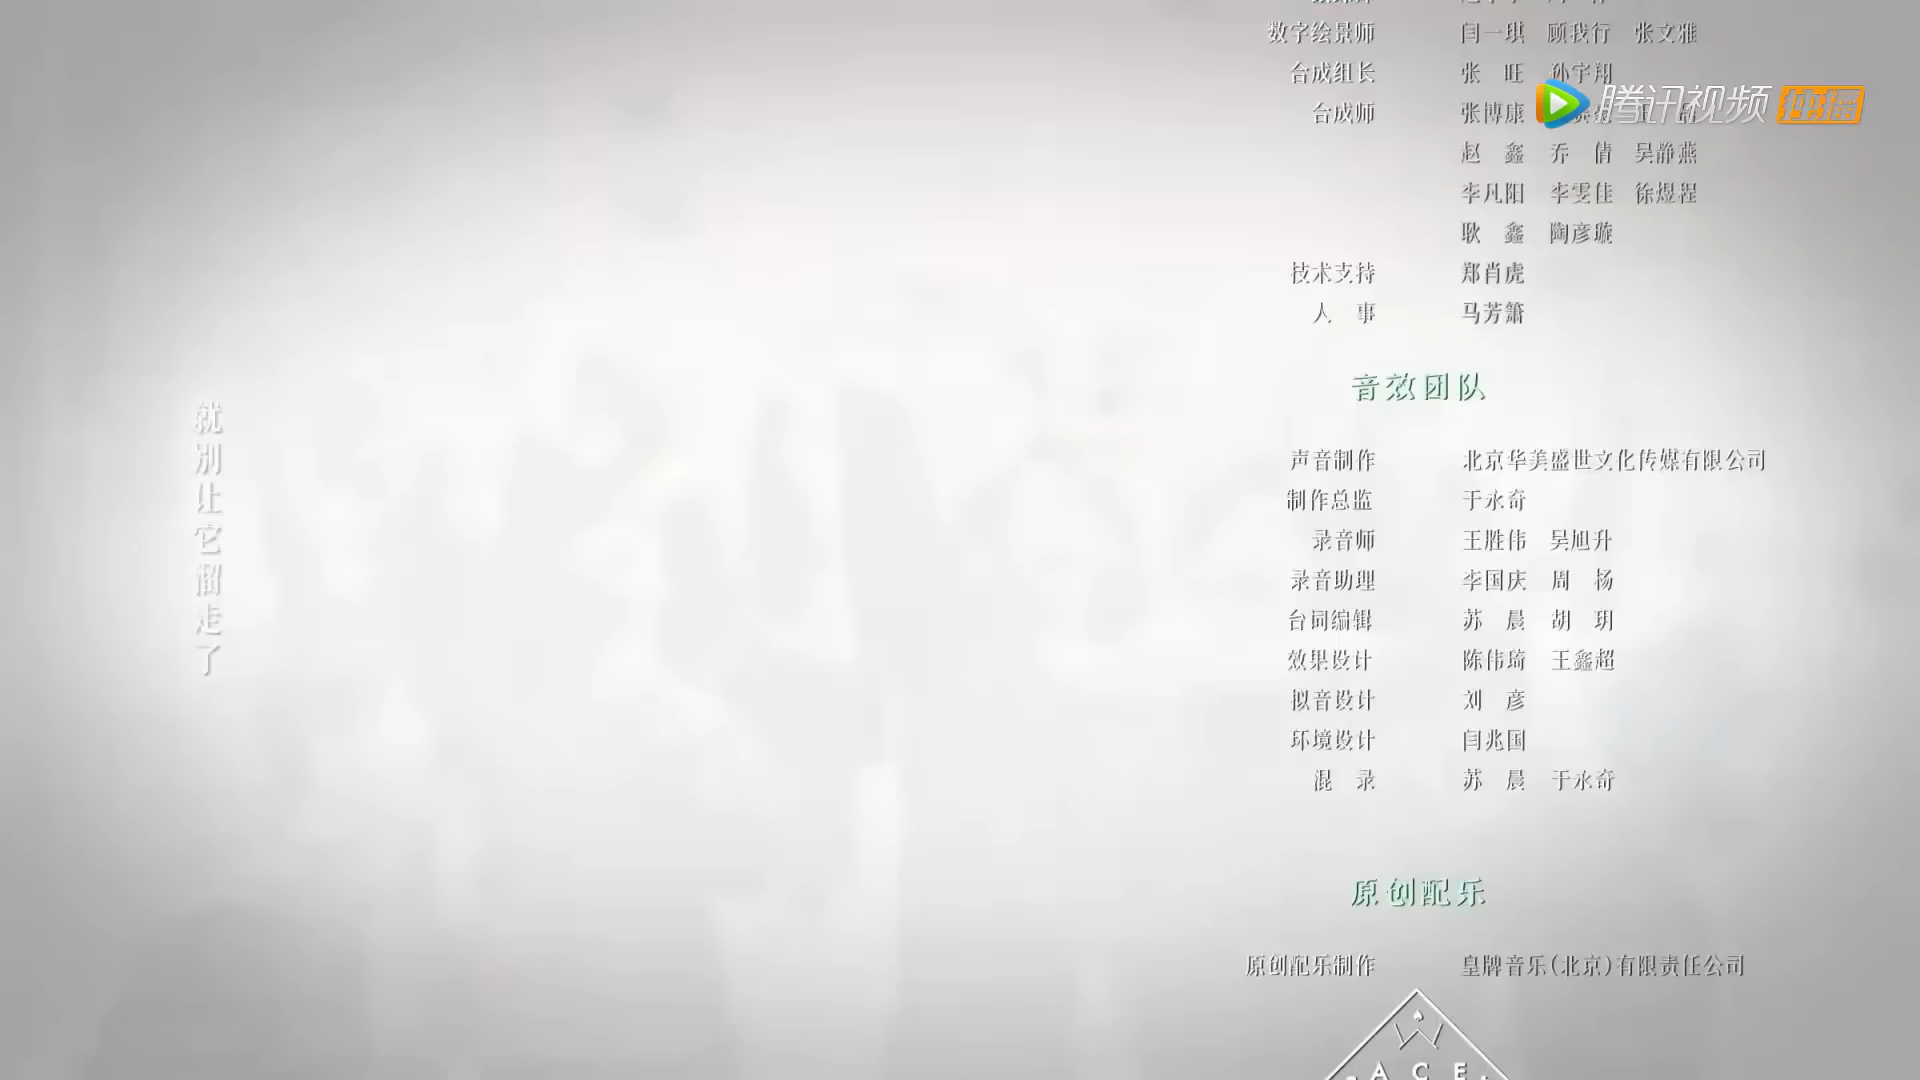 数字绘景师 闫一琪 顾我行 张文雅
合成组长 张 旺 孙宇翔
腾讯视频 独播
合成师 张博康
赵 鑫 乔 倩 吴静燕
李凡阳 李雯佳 徐煜程
耿 鑫 陶彦璇
技术支持 郑肖虎
人 事 马芳箫
音效团队
就别让它溜走了
声音制作 北京华美盛世文化传媒有限公司
制作总监 于永奇
录音师 王胜伟 吴旭升
录音助理 李国庆 周 杨
台词编辑 苏 晨 胡 玥
效果设计 陈伟琦 王鑫超
拟音设计 刘 彦
环境设计 闫兆国
混 录 苏 晨 于永奇
原创配乐
原创配乐制作 皇牌音乐(北京)有限责任公司
ACE